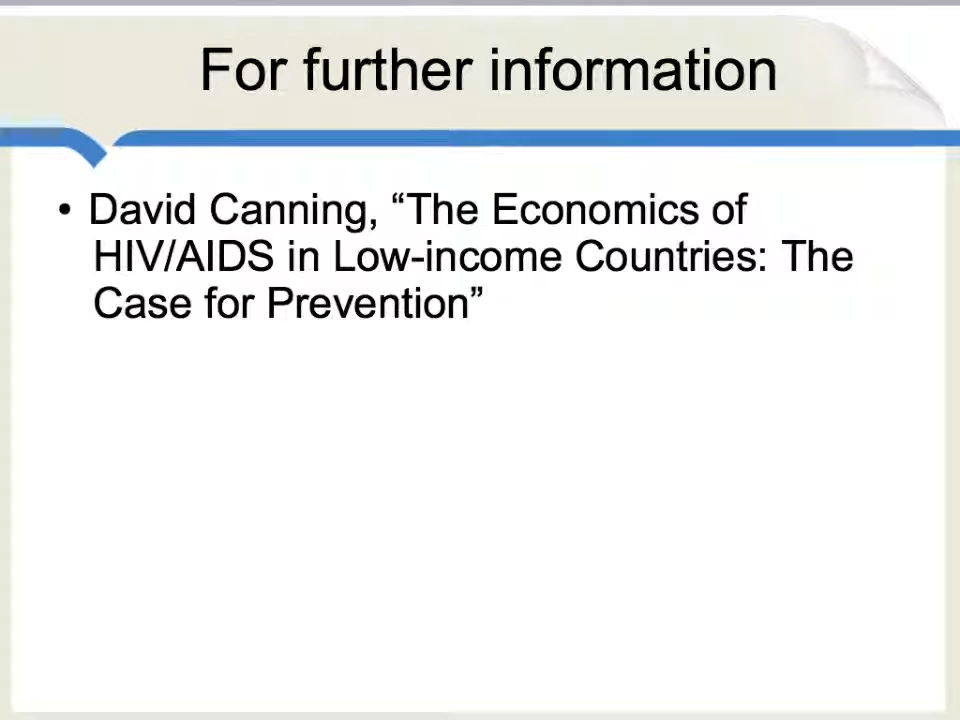 For further information
• David Canning, “The Economics of
HIV/AIDS in Low-income Countries: The
Case for Prevention”